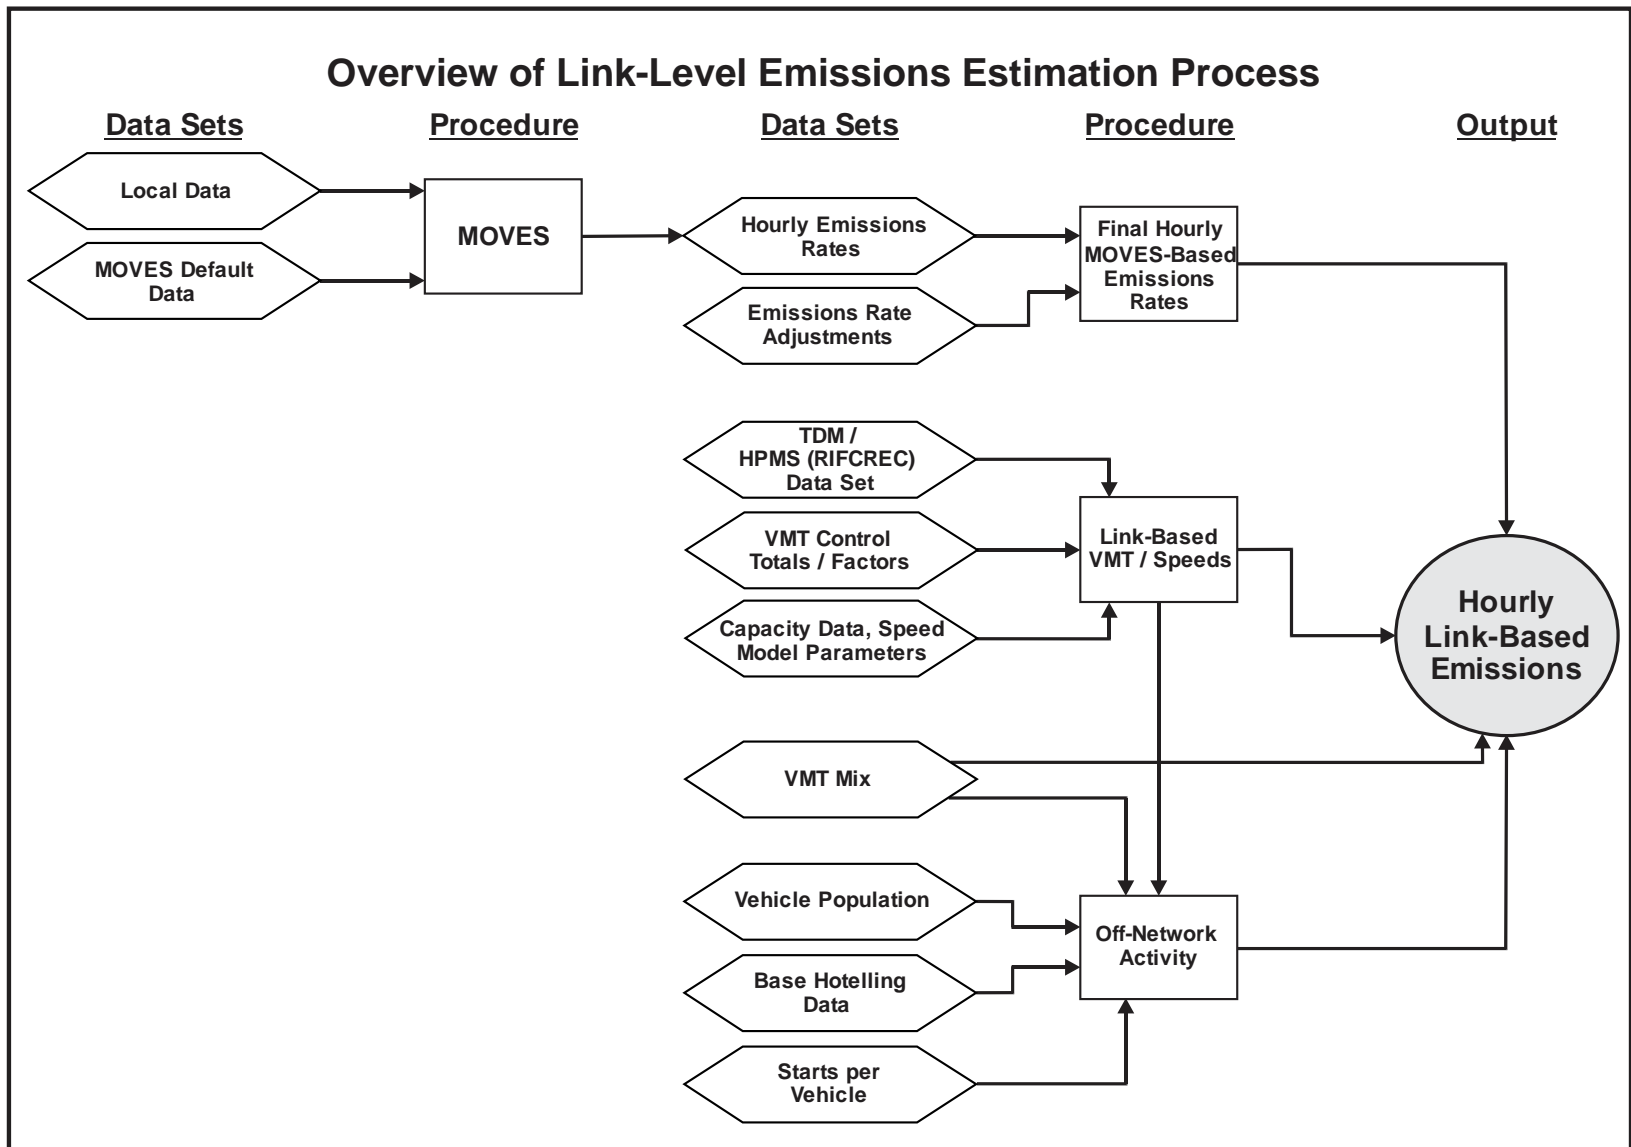 Overview of Link-Level Emissions Estimation Process
Data Sets
Procedure
Data Sets
Procedure
Output
Local Data
MOVES Default
Data
MOVES
Hourly Emissions
Rates
Emissions Rate
Adjustments
Final Hourly
MOVES-Based
Emissions
Rates
TDM /
HPMS (RIFCREC)
Data Set
VMT Control
Totals / Factors
Capacity Data, Speed
Model Parameters
Link-Based
VMT / Speeds
Hourly
Link-Based
Emissions
VMT Mix
Vehicle Population
Base Hotelling
Data
Starts per
Vehicle
Off-Network
Activity